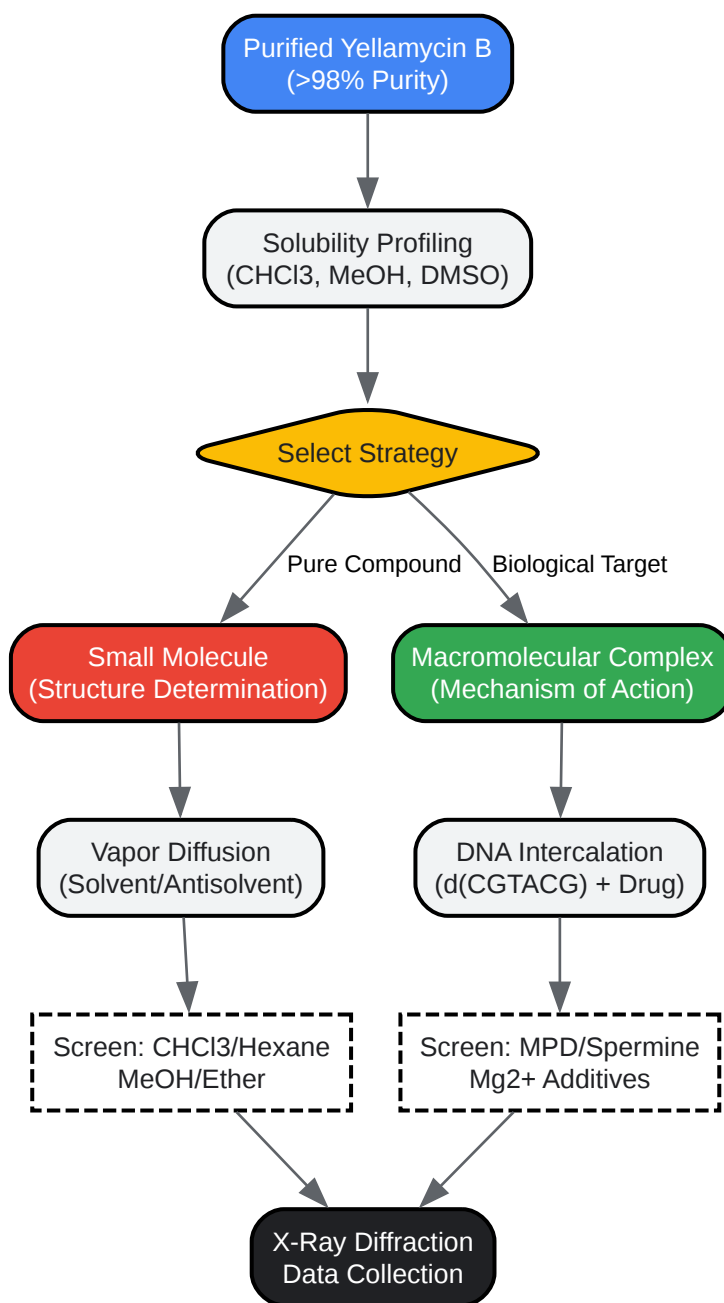 Purified Yellamycin B
(>98% Purity)
Solubility Profiling
(CHCl3, MeOH, DMSO)
Select Strategy
Pure Compound
Biological Target
Small Molecule
(Structure Determination)
Macromolecular Complex
(Mechanism of Action)
Vapor Diffusion
(Solvent/Antisolvent)
DNA Intercalation
(d(CGTACG) + Drug)
Screen: CHCl3/Hexane
MeOH/Ether
Screen: MPD/Spermine
Mg2+ Additives
X-Ray Diffraction
Data Collection